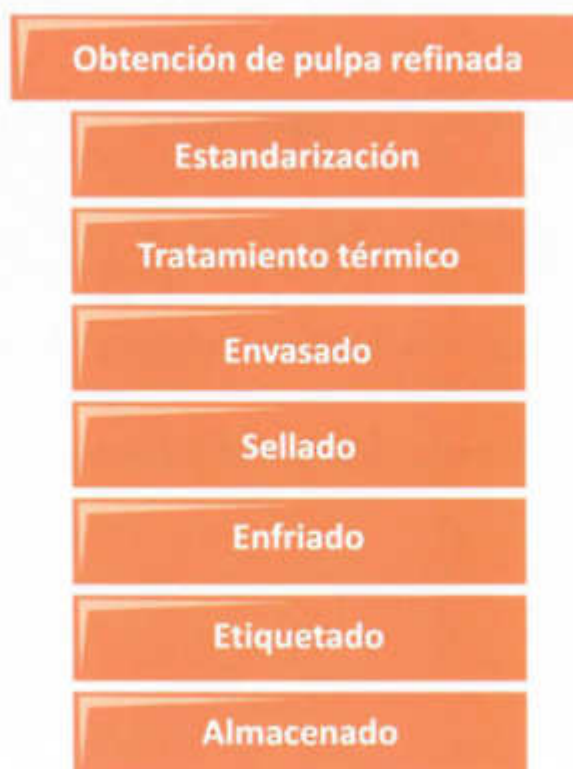 Obtención de pulpa refinada
Estandarización
Tratamiento térmico
Envasado
Sellado
Enfriado
Etiquetado
Almacenado